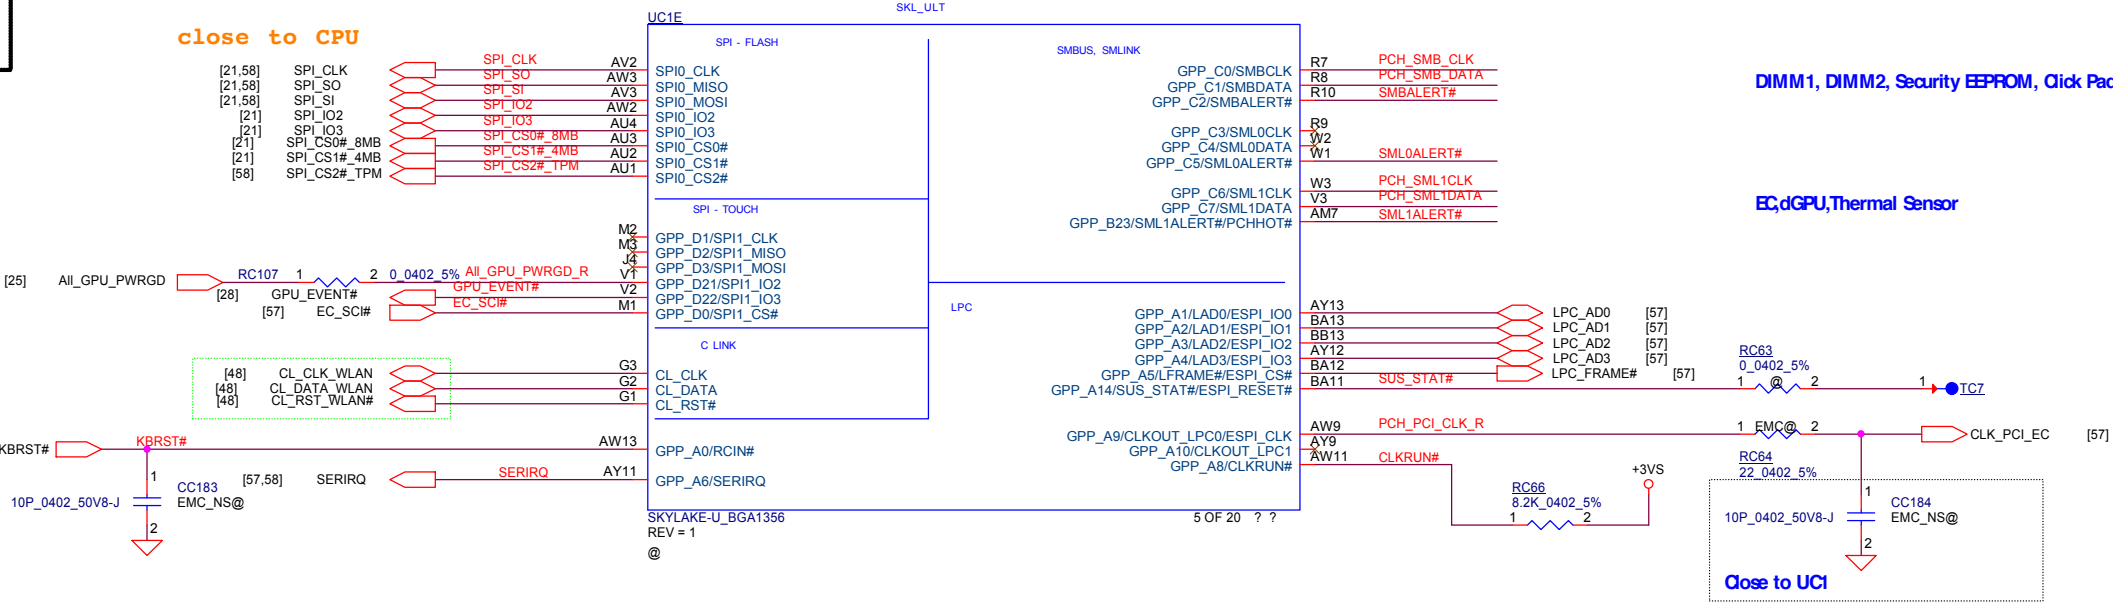 SKL_ULT
UC1E
close to CPU
SPI - FLASH
SMBUS, SMLINK
[21,58] SPI_CLK SPI_CLK AV2 SPI0_CLK
[21,58] SPI_SO SPI_SO AW3 SPI0_MISO
[21,58] SPI_SI SPI_SI AV3 SPI0_MOSI
[21] SPI_IO2 SPI_IO2 AW2 SPI0_IO2
[21] SPI_IO3 SPI_IO3 AU4 SPI0_IO3
[21] SPI_CS0#_8MB SPI_CS0#_8MB AU3 SPI0_CS0#
[21] SPI_CS1#_4MB SPI_CS1#_4MB AU2 SPI0_CS1#
[58] SPI_CS2#_TPM SPI_CS2#_TPM AU1 SPI0_CS2#
GPP_C0/SMBCLK R7 PCH_SMB_CLK
GPP_C1/SMBDATA R8 PCH_SMB_DATA
GPP_C2/SMBALERT# R10 SMBALERT#
DIMM1, DIMM2, Security EEPROM, Click Pad
GPP_C3/SML0CLK R9
GPP_C4/SML0DATA W2
GPP_C5/SML0ALERT# W1 SML0ALERT#
GPP_C6/SML1CLK W3 PCH_SML1CLK
GPP_C7/SML1DATA V3 PCH_SML1DATA
GPP_B23/SML1ALERT#/PCHHOT# AM7 SML1ALERT#
EC,dGPU,Thermal Sensor
SPI - TOUCH
M2 GPP_D1/SPI1_CLK
M3 GPP_D2/SPI1_MISO
J4 GPP_D3/SPI1_MOSI
[25] All_GPU_PWRGD RC107 1 2 0_0402_5% All_GPU_PWRGD_R V1 GPP_D21/SPI1_IO2
[28] GPU_EVENT# GPU_EVENT# V2 GPP_D22/SPI1_IO3
[57] EC_SCI# EC_SCI# M1 GPP_D0/SPI1_CS#
LPC
GPP_A1/LAD0/ESPI_IO0 AY13 LPC_AD0 [57]
GPP_A2/LAD1/ESPI_IO1 BA13 LPC_AD1 [57]
GPP_A3/LAD2/ESPI_IO2 BB13 LPC_AD2 [57]
GPP_A4/LAD3/ESPI_IO3 AY12 LPC_AD3 [57]
GPP_A5/LFRAME#/ESPI_CS# BA12 LPC_FRAME# [57]
GPP_A14/SUS_STAT#/ESPI_RESET# BA11 SUS_STAT# 1 @ 2 1 TC7
RC63
0_0402_5%
C LINK
[48] CL_CLK_WLAN G3 CL_CLK
[48] CL_DATA_WLAN G2 CL_DATA
[48] CL_RST_WLAN# G1 CL_RST#
GPP_A9/CLKOUT_LPC0/ESPI_CLK AW9 PCH_PCI_CLK_R 1 EMC@ 2 CLK_PCI_EC [57]
GPP_A10/CLKOUT_LPC1 AY9
GPP_A8/CLKRUN# AW11 CLKRUN#
RC64
22_0402_5%
KBRST# KBRST# AW13 GPP_A0/RCIN#
[57,58] SERIRQ SERIRQ AY11 GPP_A6/SERIRQ
1
CC183
10P_0402_50V8-J EMC_NS@
2
+3VS
RC66
8.2K_0402_5%
1 2
1
CC184
10P_0402_50V8-J EMC_NS@
2
Close to UC1
SKYLAKE-U_BGA1356 5 OF 20 ? ?
REV = 1
@